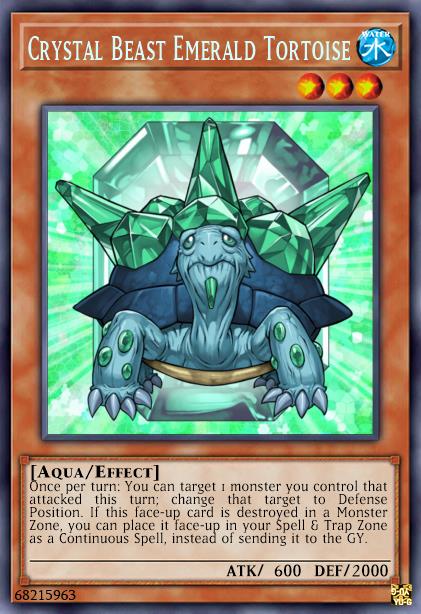 Crystal Beast Emerald Tortoise
WATER
水
[Aqua/Effect]
Once per turn: You can target 1 monster you control that
attacked this turn; change that target to Defense
Position. If this face-up card is destroyed in a Monster
Zone, you can place it face-up in your Spell & Trap Zone
as a Continuous Spell, instead of sending it to the GY.
ATK/ 600 DEF/2000
68215963